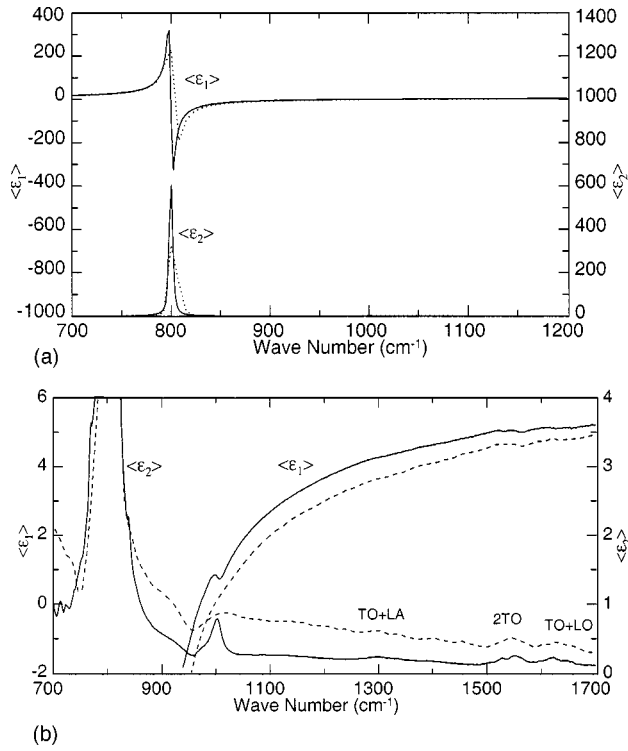 400
200
0
-200
-400
-600
-800
-1000
<ε₁>
1400
1200
1000
800
600
400
200
0
<ε₂>
<ε₁>
<ε₂>
700 800 900 1000 1100 1200
Wave Number (cm⁻¹)
(a)
6
4
2
0
-2
<ε₁>
4
3
2
1
0
<ε₂>
<ε₂>
<ε₁>
TO+LA
2TO
TO+LO
700 900 1100 1300 1500 1700
Wave Number (cm⁻¹)
(b)